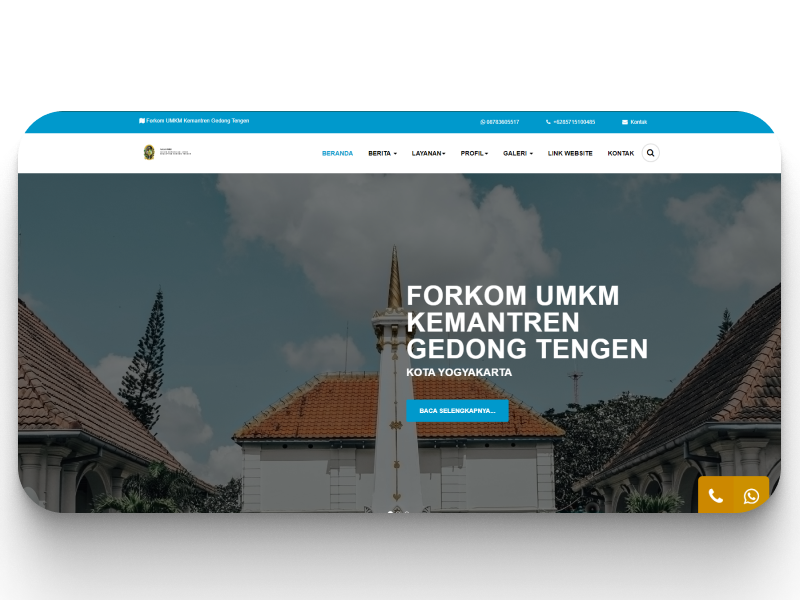 Forkom UMKM Kemantren Gedong Tengen
08783605517
+6285715100485
Kontak
BERANDA
BERITA
LAYANAN
PROFIL
GALERI
LINK WEBSITE
KONTAK
FORKOM UMKM
KEMANTREN
GEDONG TENGEN
KOTA YOGYAKARTA
BACA SELENGKAPNYA...